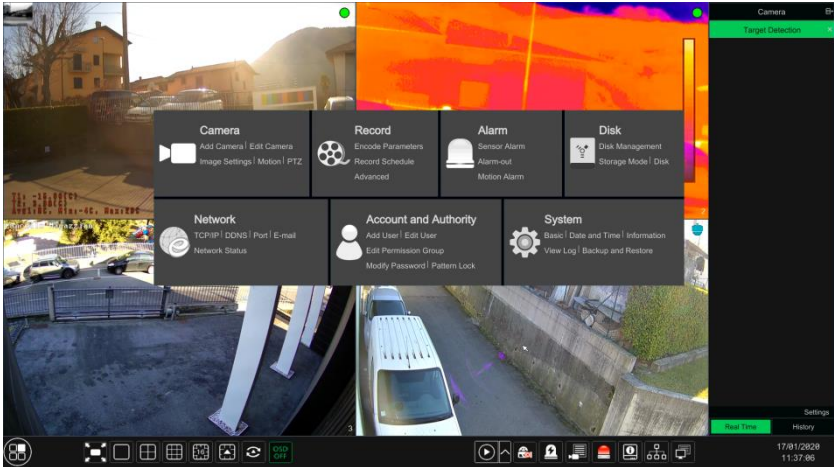 Camera
Target Detection
Camera
Add Camera | Edit Camera
Image Settings | Motion | PTZ
Record
Encode Parameters
Record Schedule
Advanced
Alarm
Sensor Alarm
Alarm-out
Motion Alarm
Disk
Disk Management
Storage Mode | Disk
Network
TCP/IP | DDNS | Port | E-mail
Network Status
Account and Authority
Add User | Edit User
Edit Permission Group
Modify Password | Pattern Lock
System
Basic | Date and Time | Information
View Log | Backup and Restore
3
Settings
Real Time
History
OSD
OFF
17/01/2020
11:37:06